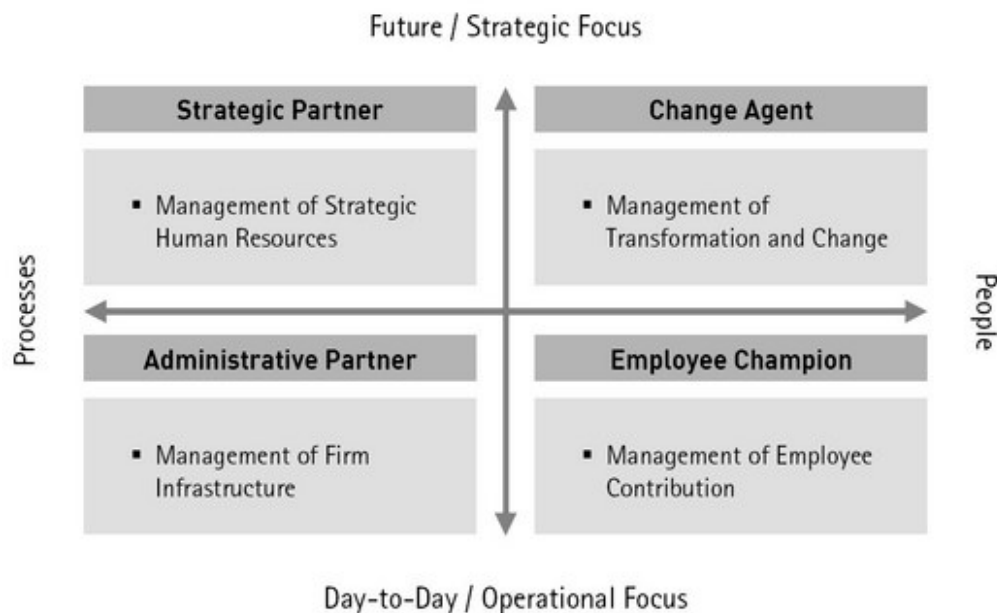 Future / Strategic Focus
Strategic Partner
Change Agent
▪ Management of Strategic
Human Resources
▪ Management of
Transformation and Change
Processes
People
Administrative Partner
Employee Champion
▪ Management of Firm
Infrastructure
▪ Management of Employee
Contribution
Day-to-Day / Operational Focus